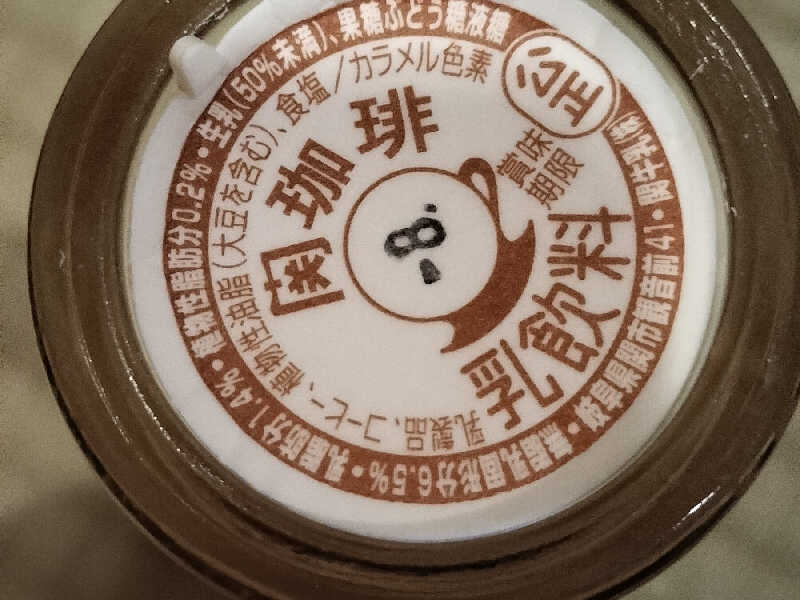 関珈琲
乳飲料
公正
賞味
期限
-8.
生乳(50%未満)、果糖ぶどう糖液糖、
乳製品、コーヒー、植物性油脂(大豆を含む)、食塩/カラメル色素
無脂乳固形分6.5%・乳脂肪分1.4%・植物性脂肪分0.2%・
岐阜県関市観音前41・関牛乳(株)